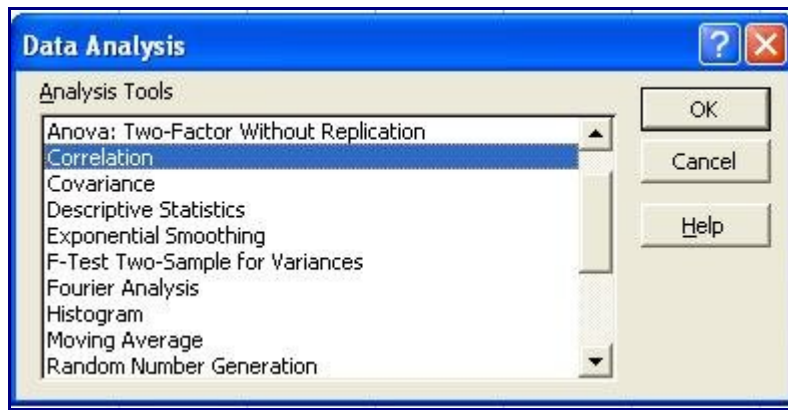 Data Analysis
Analysis Tools
Anova: Two-Factor Without Replication
Correlation
Covariance
Descriptive Statistics
Exponential Smoothing
F-Test Two-Sample for Variances
Fourier Analysis
Histogram
Moving Average
Random Number Generation
OK
Cancel
Help